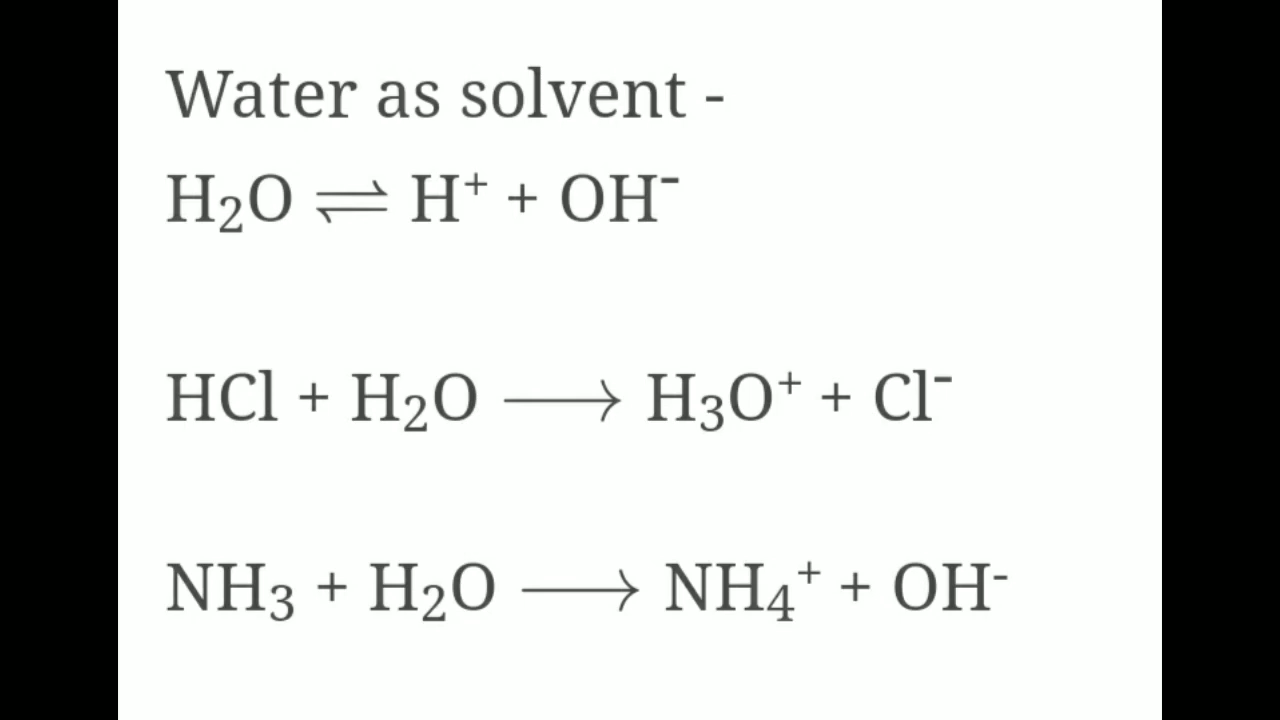 Water as solvent -
H₂O ⇌ H⁺ + OH⁻
HCl + H₂O ⟶ H₃O⁺ + Cl⁻
NH₃ + H₂O ⟶ NH₄⁺ + OH⁻